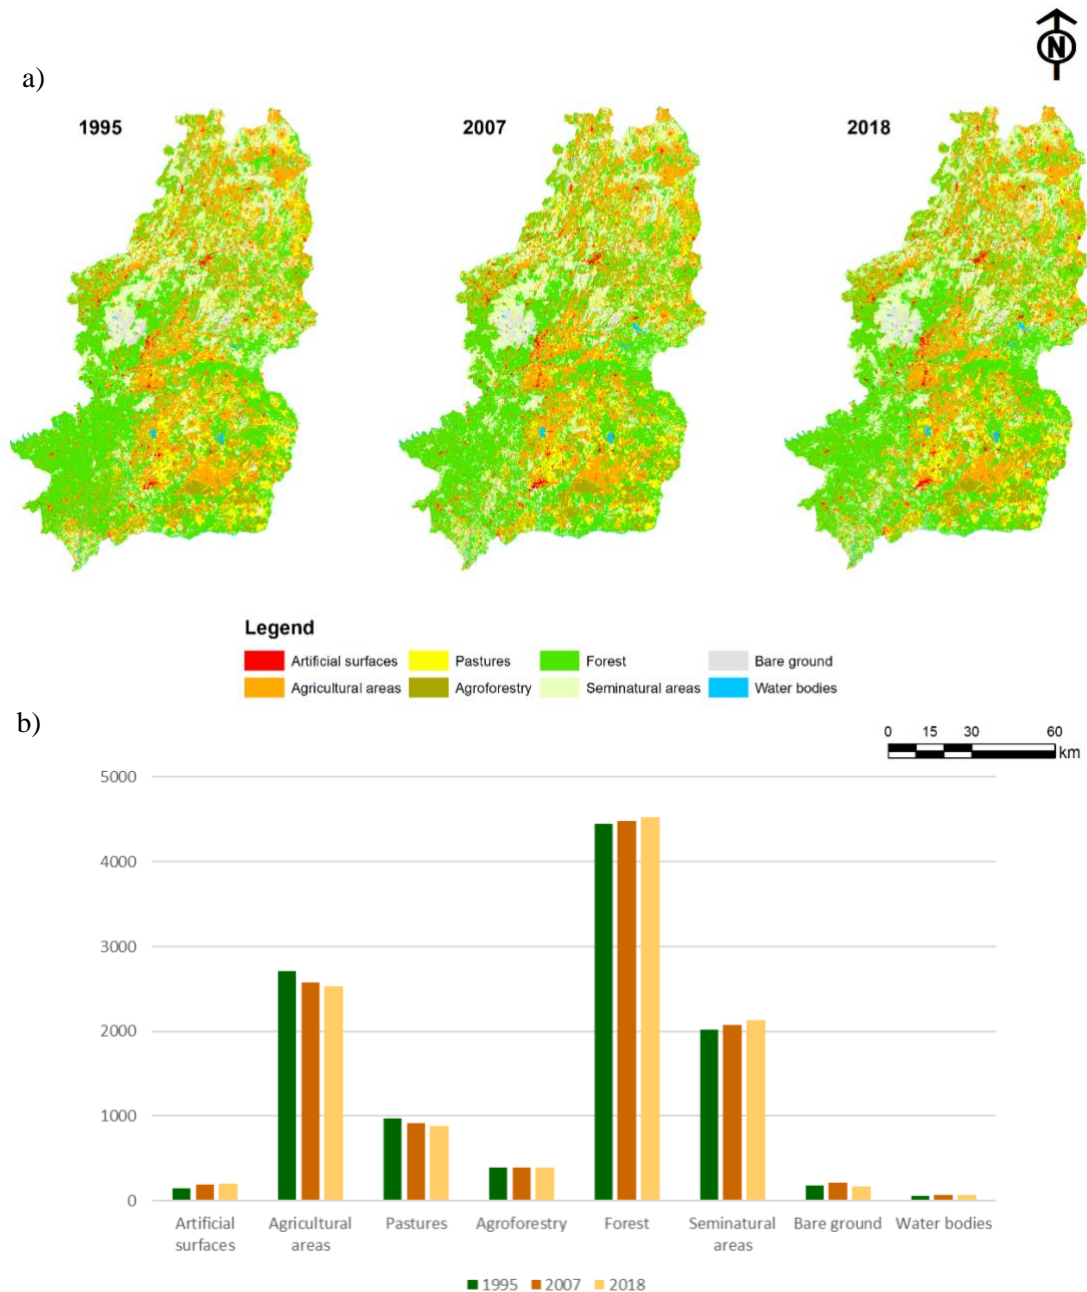 N
a)
1995 2007 2018
Legend
Artificial surfaces Pastures Forest Bare ground
Agricultural areas Agroforestry Seminatural areas Water bodies
b)
0 15 30 60
km
5000
4000
3000
2000
1000
0
Artificial surfaces Agricultural areas Pastures Agroforestry Forest Seminatural areas Bare ground Water bodies
1995 2007 2018